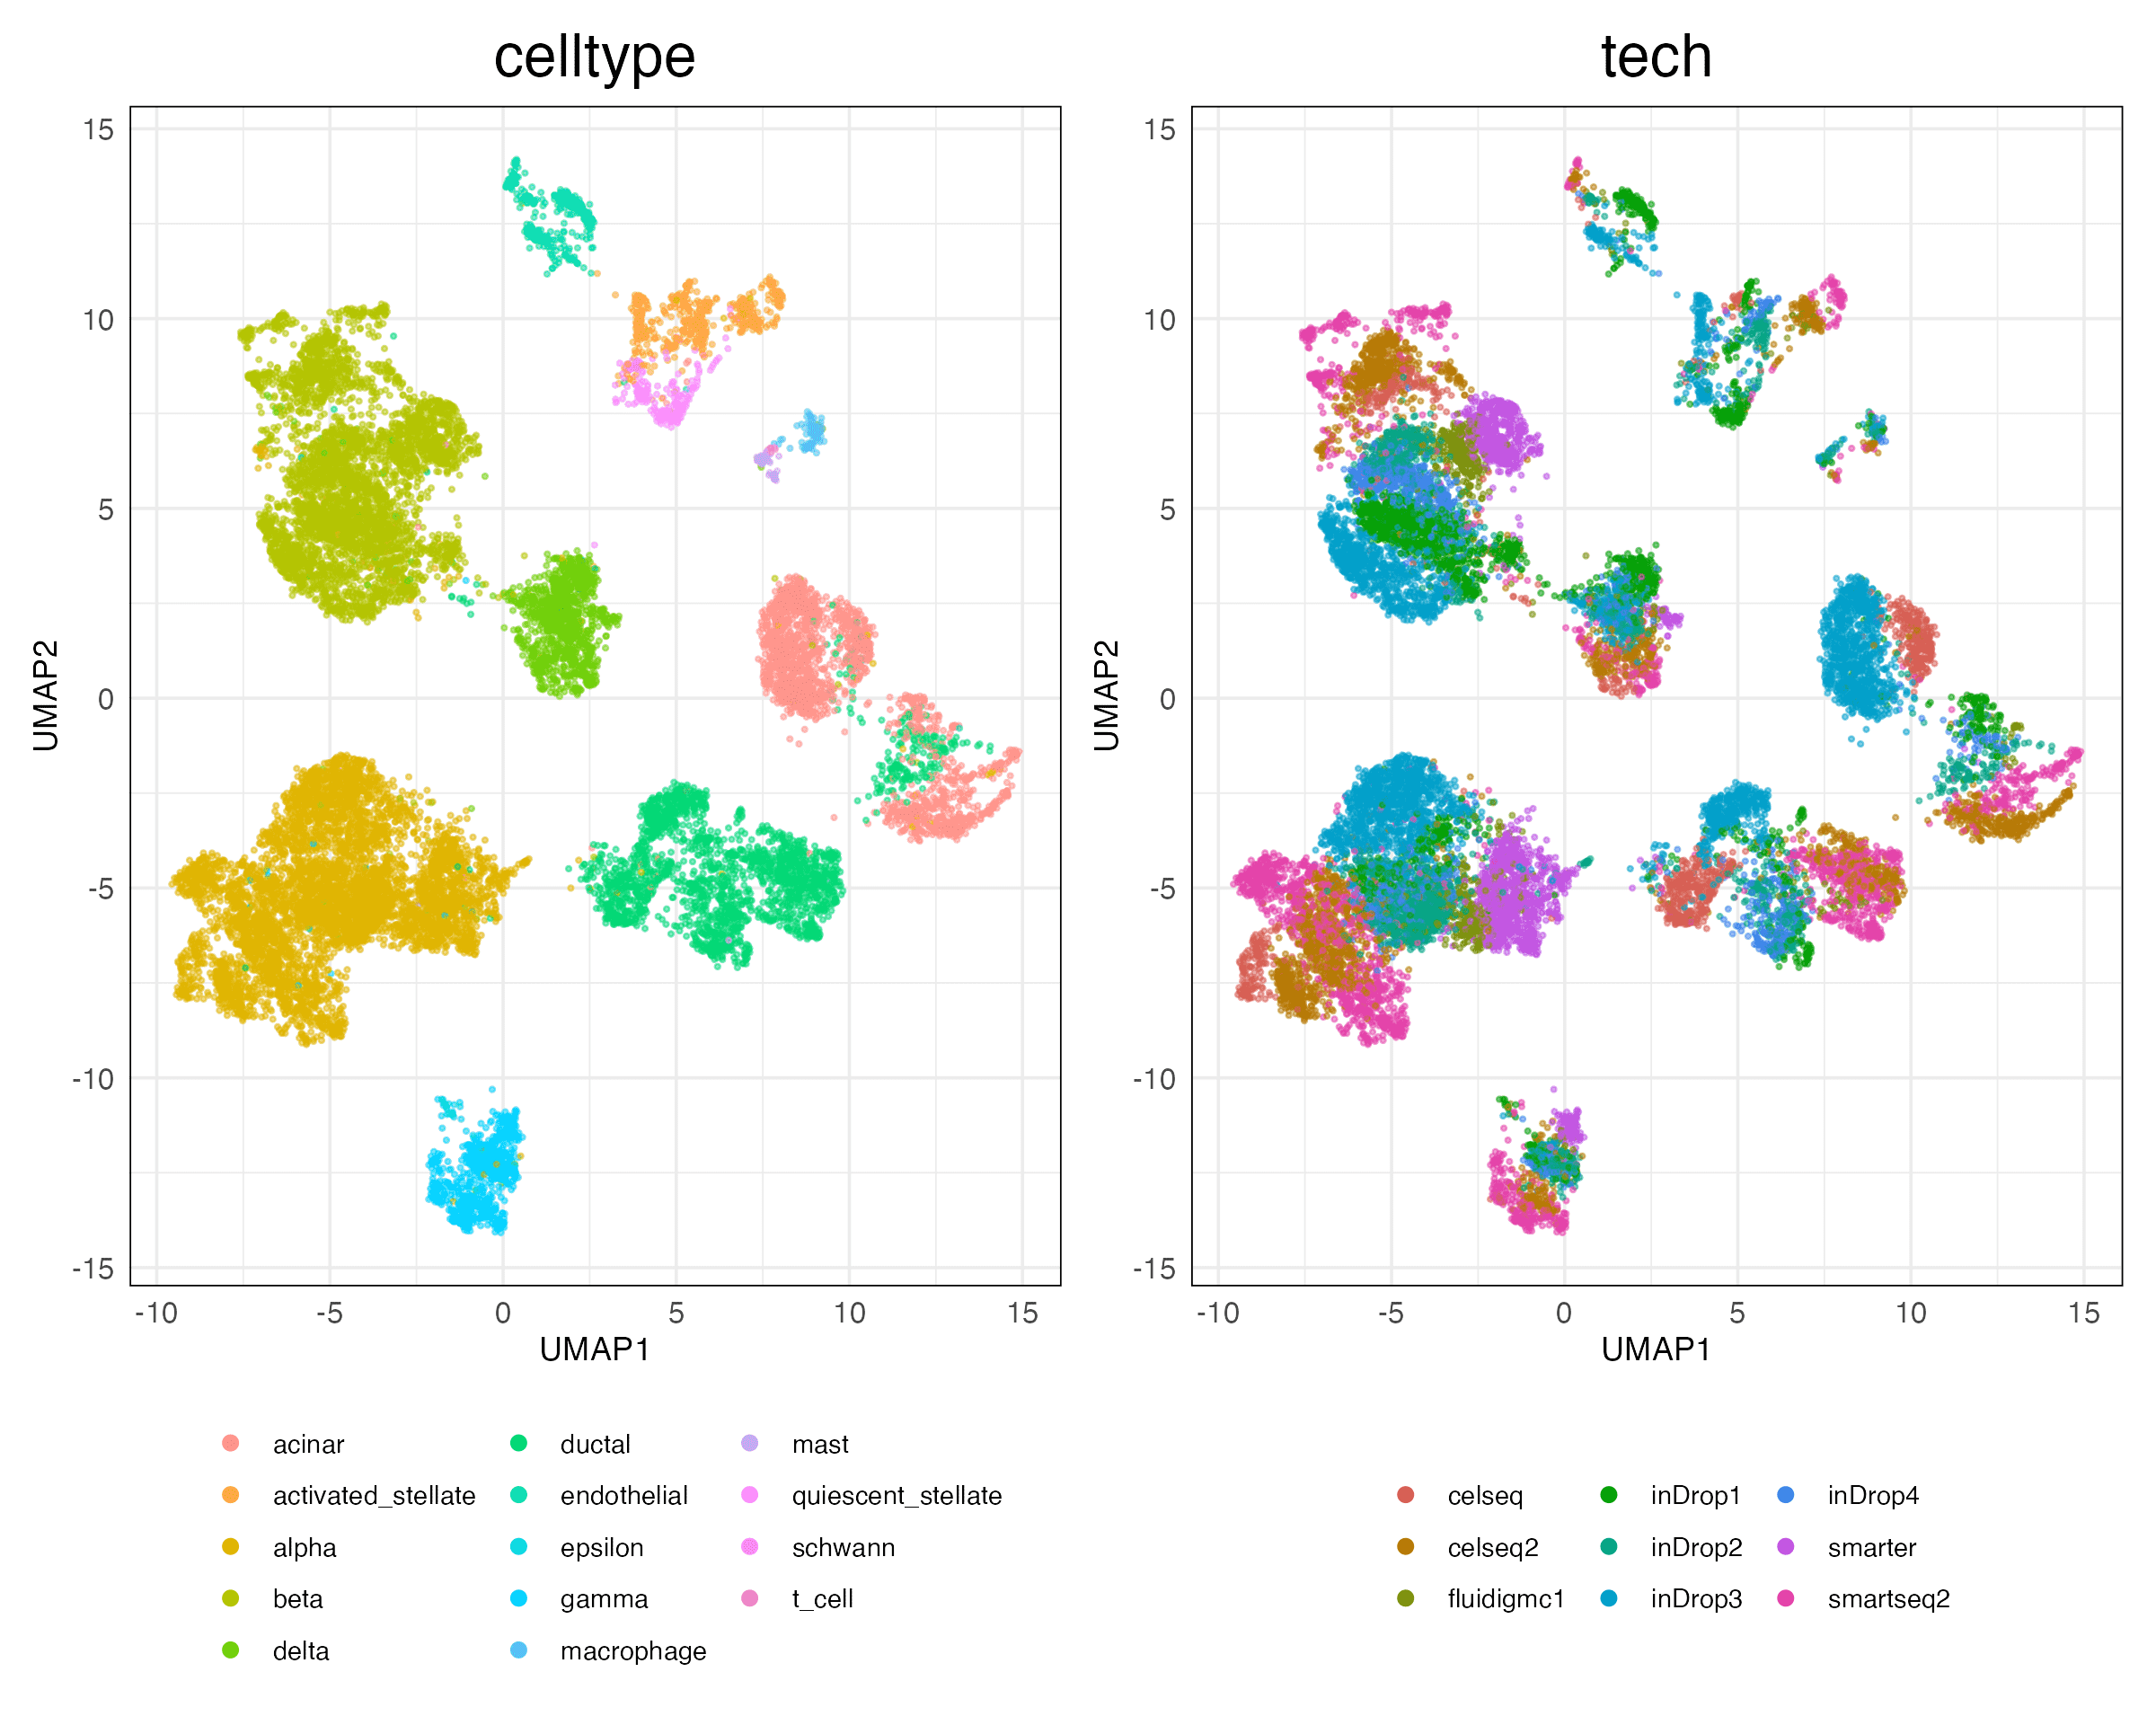 celltype
15
10
5
0
-5
-10
-15
UMAP2
-10 -5 0 5 10 15
UMAP1
acinar ductal mast
activated_stellate endothelial quiescent_stellate
alpha epsilon schwann
beta gamma t_cell
delta macrophage
tech
15
10
5
0
-5
-10
-15
UMAP2
-10 -5 0 5 10 15
UMAP1
celseq inDrop1 inDrop4
celseq2 inDrop2 smarter
fluidigmc1 inDrop3 smartseq2